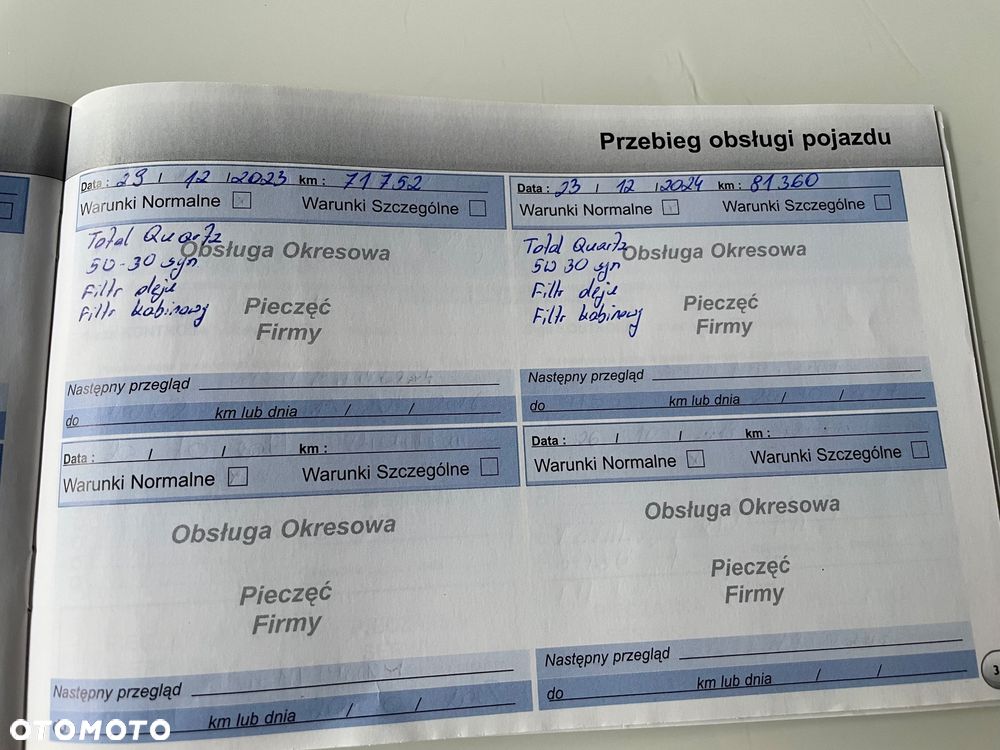 Przebieg obsługi pojazdu
Data : 29 / 12 / 2023 km : 71752
Warunki Normalne Warunki Szczególne
Total Quartz
5W-30 syn
Filtr oleju
Filtr kabinowy
Obsługa Okresowa
Pieczęć
Firmy
Następny przegląd
do km lub dnia / /
Data : 23 / 12 / 2024 km : 81360
Warunki Normalne Warunki Szczególne
Total Quartz
5W 30 syn
Filtr oleju
Filtr kabinowy
Obsługa Okresowa
Pieczęć
Firmy
Następny przegląd
do km lub dnia / /
Data : / / km :
Warunki Normalne Warunki Szczególne
Obsługa Okresowa
Pieczęć
Firmy
Następny przegląd
km lub dnia / /
Data : / / km :
Warunki Normalne Warunki Szczególne
Obsługa Okresowa
Pieczęć
Firmy
Następny przegląd
do km lub dnia / /
3
OTOMOTO